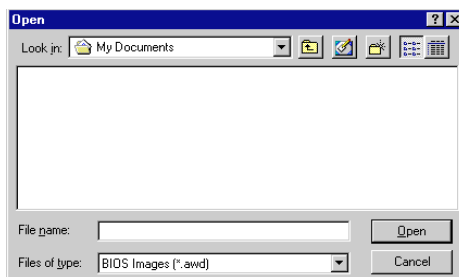 Open
Look in: My Documents
File name:
Open
Files of type: BIOS Images (*.awd)
Cancel